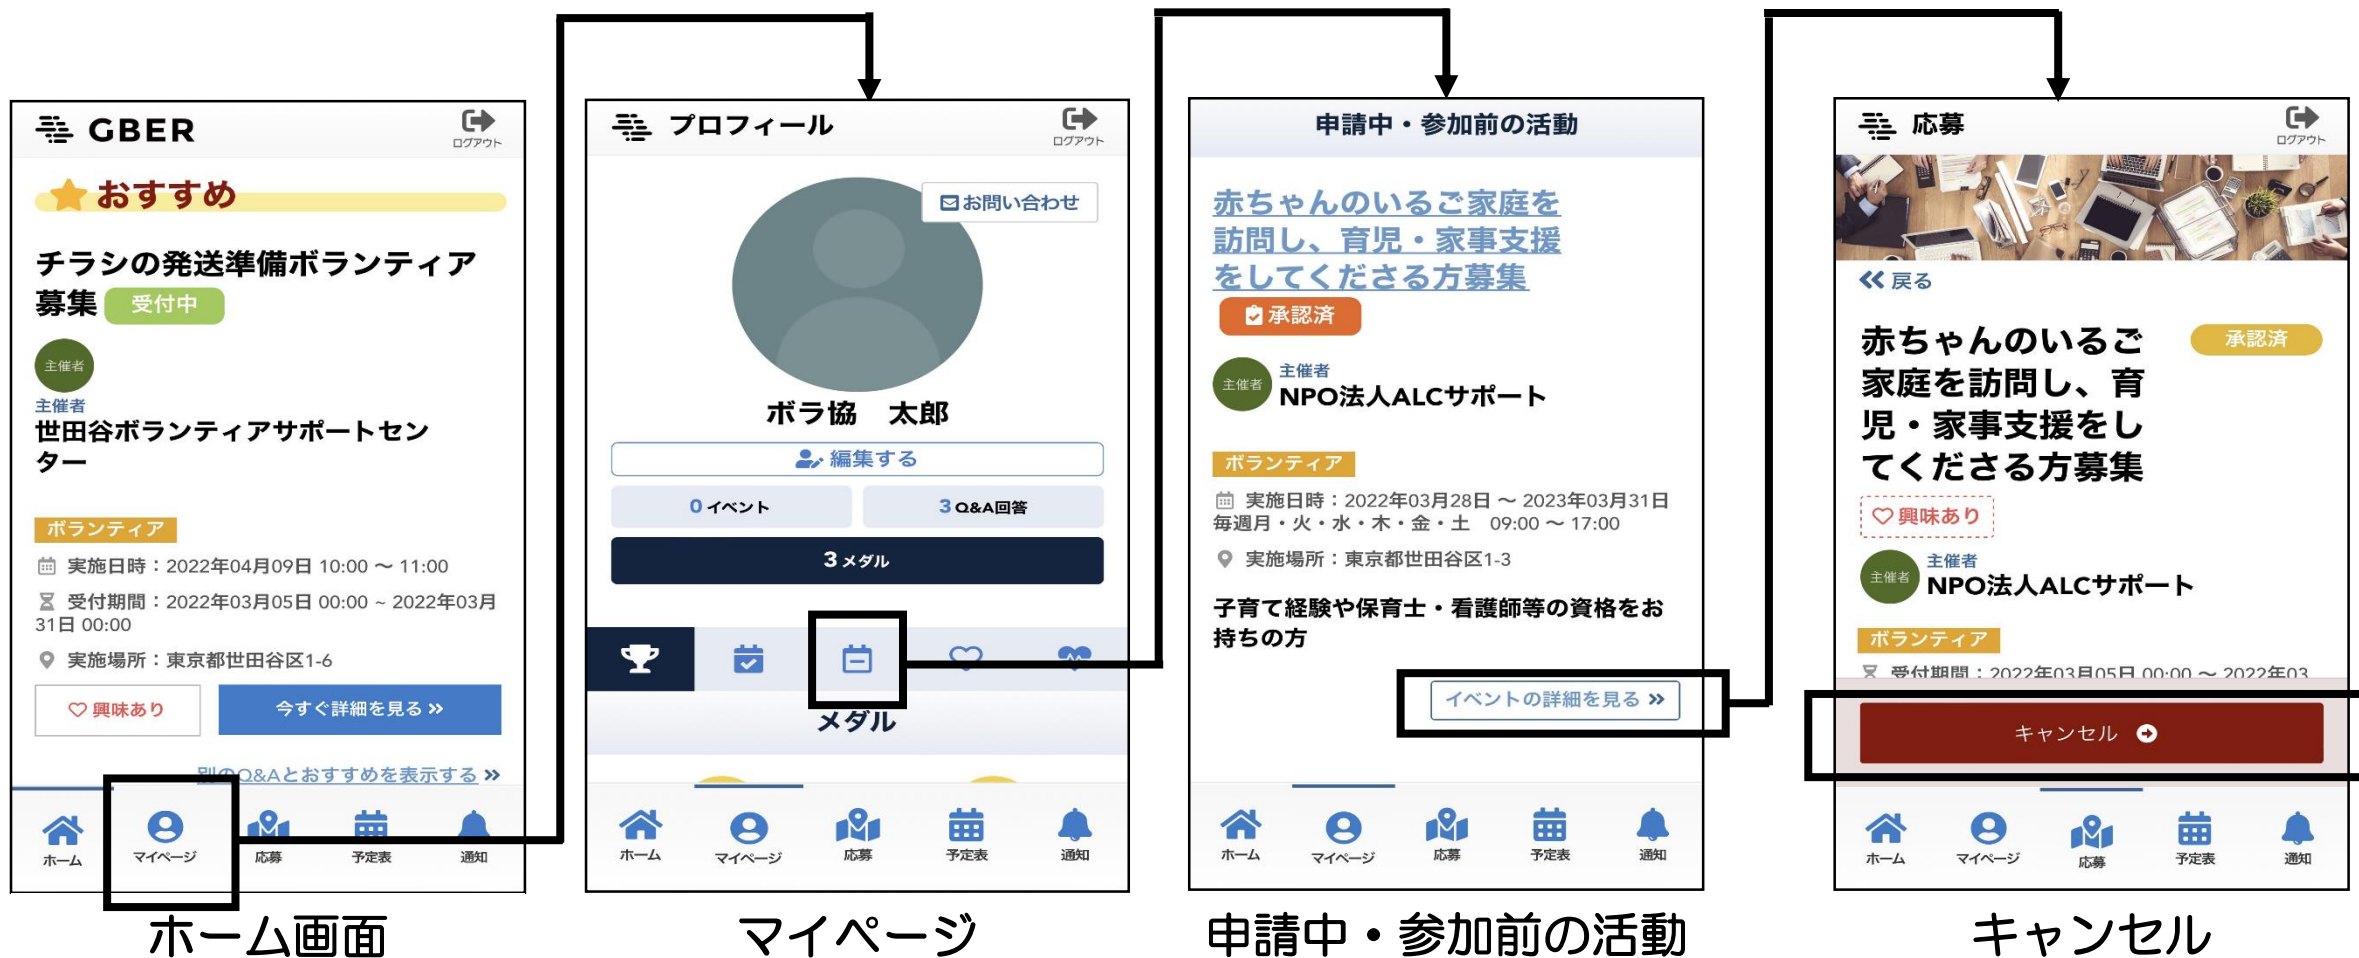 GBER
ログアウト
おすすめ
チラシの発送準備ボランティア
募集 受付中
主催者
主催者
世田谷ボランティアサポートセン
ター
ボランティア
実施日時：2022年04月09日 10:00 〜 11:00
受付期間：2022年03月05日 00:00 ~ 2022年03月
31日 00:00
実施場所：東京都世田谷区1-6
興味あり
今すぐ詳細を見る
別のQ&Aとおすすめを表示する
ホーム
マイページ
応募
予定表
通知
ホーム画面
プロフィール
ログアウト
お問い合わせ
ボラ協　太郎
編集する
0 イベント
3 Q&A回答
3 メダル
メダル
ホーム
マイページ
応募
予定表
通知
マイページ
申請中・参加前の活動
赤ちゃんのいるご家庭を
訪問し、育児・家事支援
をしてくださる方募集
承認済
主催者
主催者
NPO法人ALCサポート
ボランティア
実施日時：2022年03月28日 〜 2023年03月31日
毎週月・火・水・木・金・土　09:00 〜 17:00
実施場所：東京都世田谷区1-3
子育て経験や保育士・看護師等の資格をお
持ちの方
イベントの詳細を見る
ホーム
マイページ
応募
予定表
通知
申請中・参加前の活動
応募
ログアウト
戻る
赤ちゃんのいるご
家庭を訪問し、育
児・家事支援をし
てくださる方募集
承認済
興味あり
主催者
主催者
NPO法人ALCサポート
ボランティア
受付期間：2022年03月05日 00:00 〜 2022年03
キャンセル
ホーム
マイページ
応募
予定表
通知
キャンセル